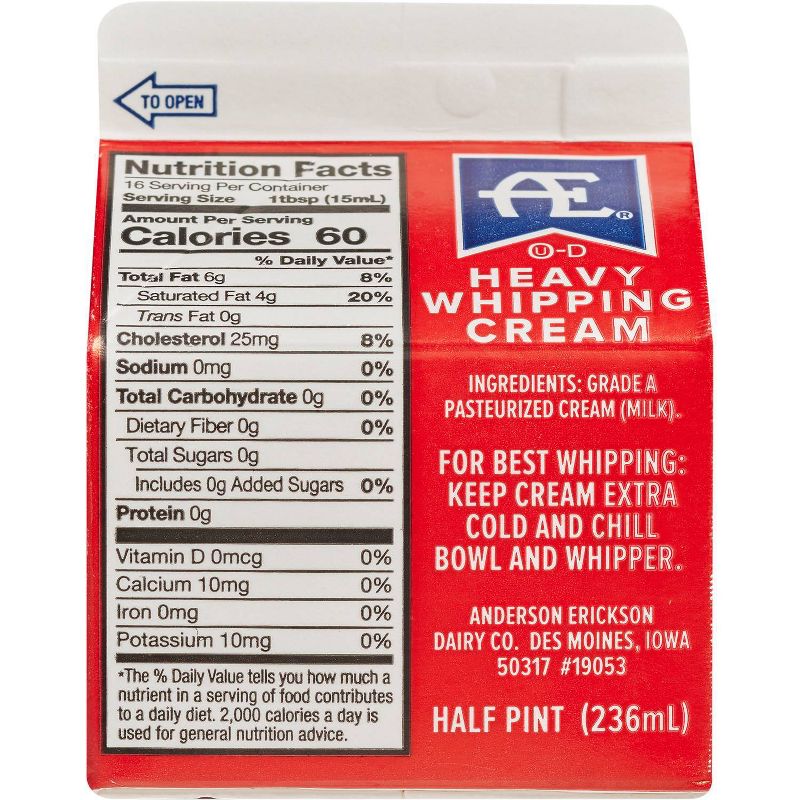 TO OPEN
Nutrition Facts
16 Serving Per Container
Serving Size 1tbsp (15mL)
Amount Per Serving
Calories 60
% Daily Value*
Total Fat 6g 8%
Saturated Fat 4g 20%
Trans Fat 0g
Cholesterol 25mg 8%
Sodium 0mg 0%
Total Carbohydrate 0g 0%
Dietary Fiber 0g 0%
Total Sugars 0g
Includes 0g Added Sugars 0%
Protein 0g
Vitamin D 0mcg 0%
Calcium 10mg 0%
Iron 0mg 0%
Potassium 10mg 0%
*The % Daily Value tells you how much a
nutrient in a serving of food contributes
to a daily diet. 2,000 calories a day is
used for general nutrition advice.
AE®
Ⓤ-D
HEAVY
WHIPPING
CREAM
INGREDIENTS: GRADE A
PASTEURIZED CREAM (MILK).
FOR BEST WHIPPING:
KEEP CREAM EXTRA
COLD AND CHILL
BOWL AND WHIPPER.
ANDERSON ERICKSON
DAIRY CO. DES MOINES, IOWA
50317 #19053
HALF PINT (236mL)